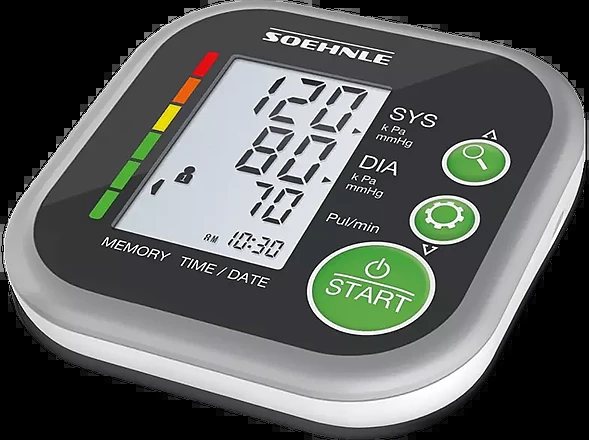 SOEHNLE
120
SYS
k Pa
mmHg
80
DIA
k Pa
mmHg
70
Pul/min
AM 10:30
MEMORY TIME / DATE
START